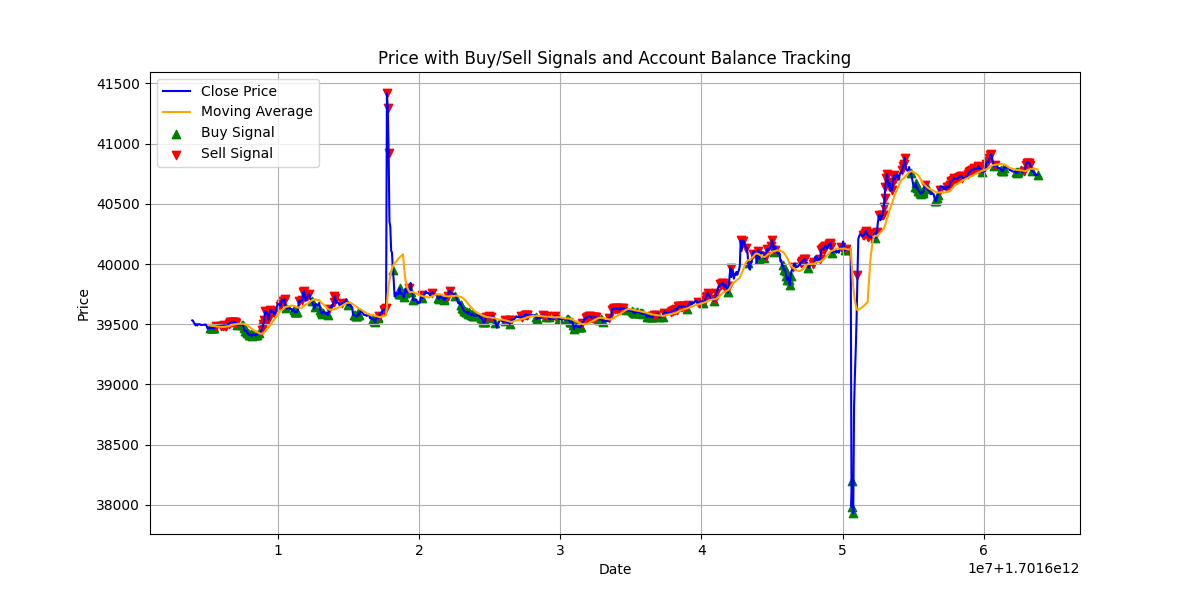 Price with Buy/Sell Signals and Account Balance Tracking
41500
41000
40500
40000
39500
39000
38500
38000
Price
Close Price
Moving Average
Buy Signal
Sell Signal
1 2 3 4 5 6
Date
1e7+1.7016e12